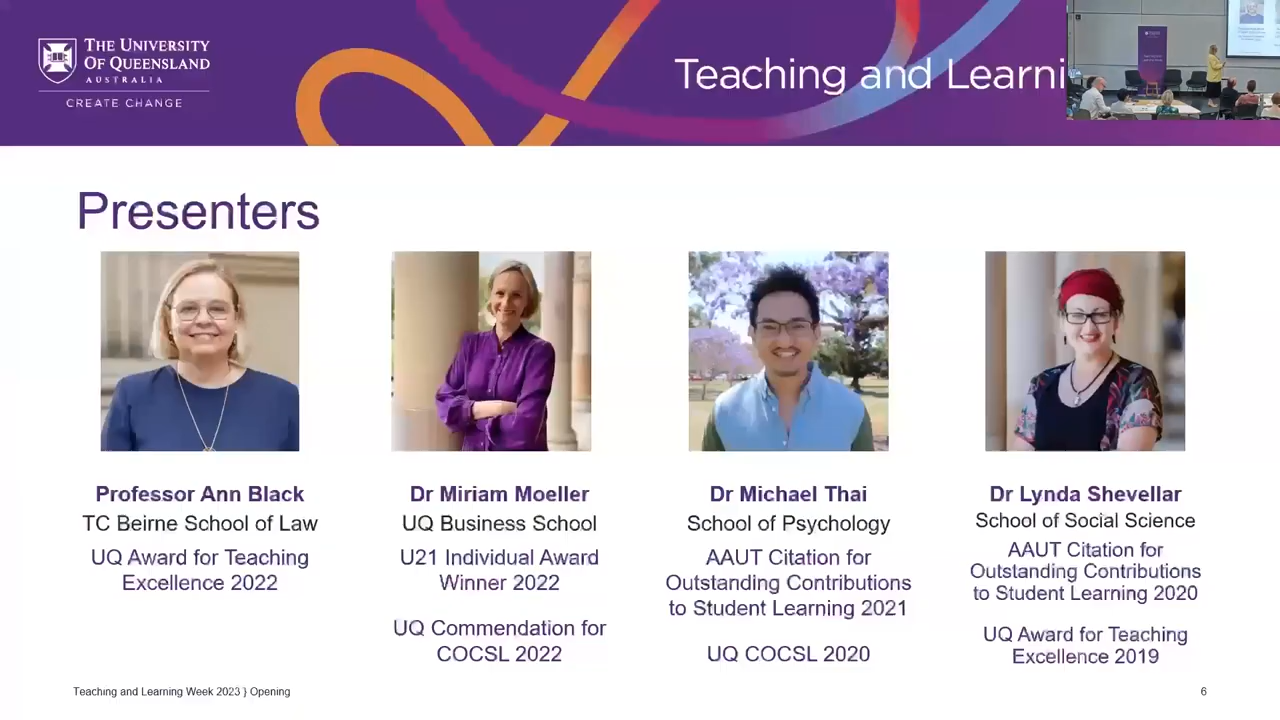 THE UNIVERSITY
OF QUEENSLAND
AUSTRALIA
CREATE CHANGE
Teaching and Learni
Presenters
Professor Ann Black
TC Beirne School of Law
UQ Award for Teaching
Excellence 2022
Dr Miriam Moeller
UQ Business School
U21 Individual Award
Winner 2022
UQ Commendation for
COCSL 2022
Dr Michael Thai
School of Psychology
AAUT Citation for
Outstanding Contributions
to Student Learning 2021
UQ COCSL 2020
Dr Lynda Shevellar
School of Social Science
AAUT Citation for
Outstanding Contributions
to Student Learning 2020
UQ Award for Teaching
Excellence 2019
Teaching and Learning Week 2023 } Opening
6